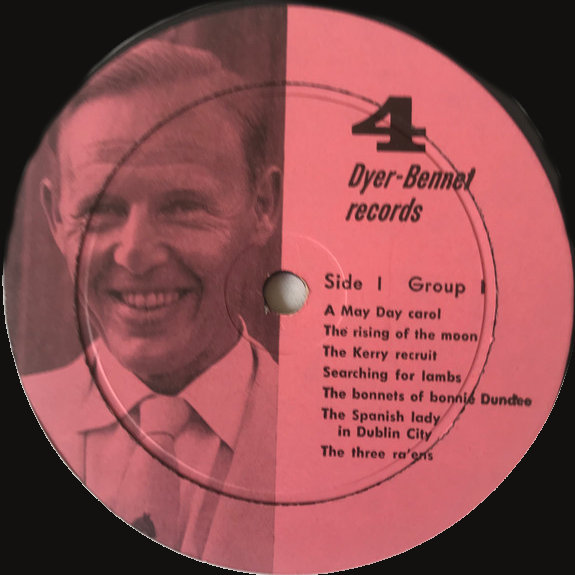 4
Dyer-Bennet
records
Side 1 Group 1
A May Day carol
The rising of the moon
The Kerry recruit
Searching for lambs
The bonnets of bonnie Dundee
The Spanish lady
in Dublin City
The three ra'ens